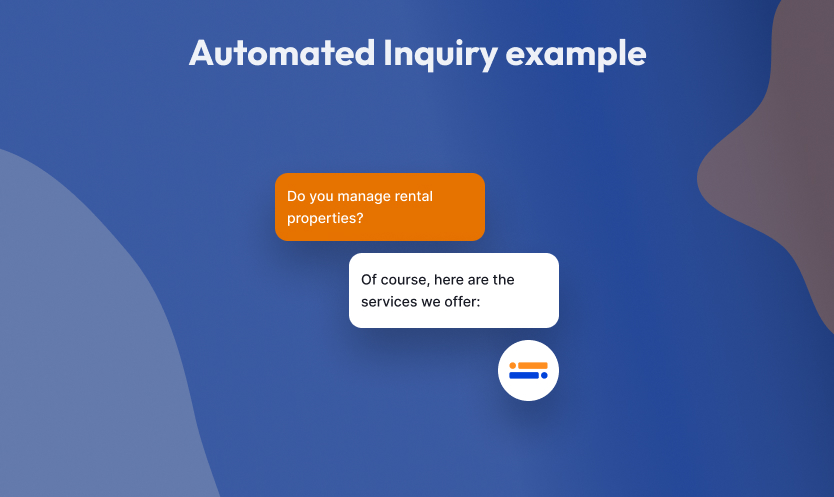 Automated Inquiry example
Do you manage rental
properties?
Of course, here are the
services we offer: